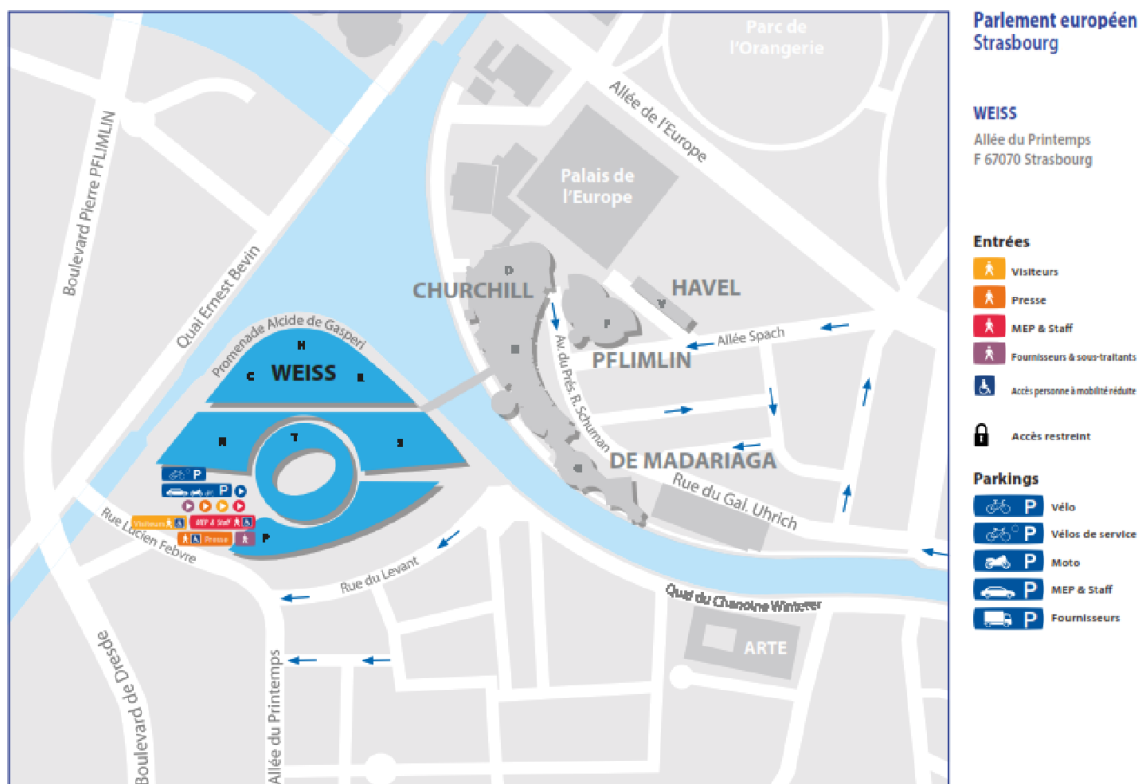 Parlement européen
Strasbourg
WEISS
Allée du Printemps
F 67070 Strasbourg
Entrées
Visiteurs
Presse
MEP & Staff
Fournisseurs & sous-traitants
Accès personne à mobilité réduite
Accès restreint
Parkings
P Vélo
P Vélos de service
P Moto
P MEP & Staff
P Fournisseurs
Parc de
l'Orangerie
Allée de l'Europe
Boulevard Pierre PFLIMLIN
Palais de
l'Europe
Quai Ernest Bevin
D
CHURCHILL
HAVEL
Promenade Alcide de Gasperi
Allée Spach
PFLIMLIN
Av. du Prés. R. Schuman
H
C WEISS
S
DE MADARIAGA
P
P
Rue du Gal. Uhrich
Visiteurs
MEP & Staff
Presse
P
Rue Lucien Febvre
Rue du Levant
Quai du Chanoine Winterer
ARTE
Boulevard de Dresde
Allée du Printemps